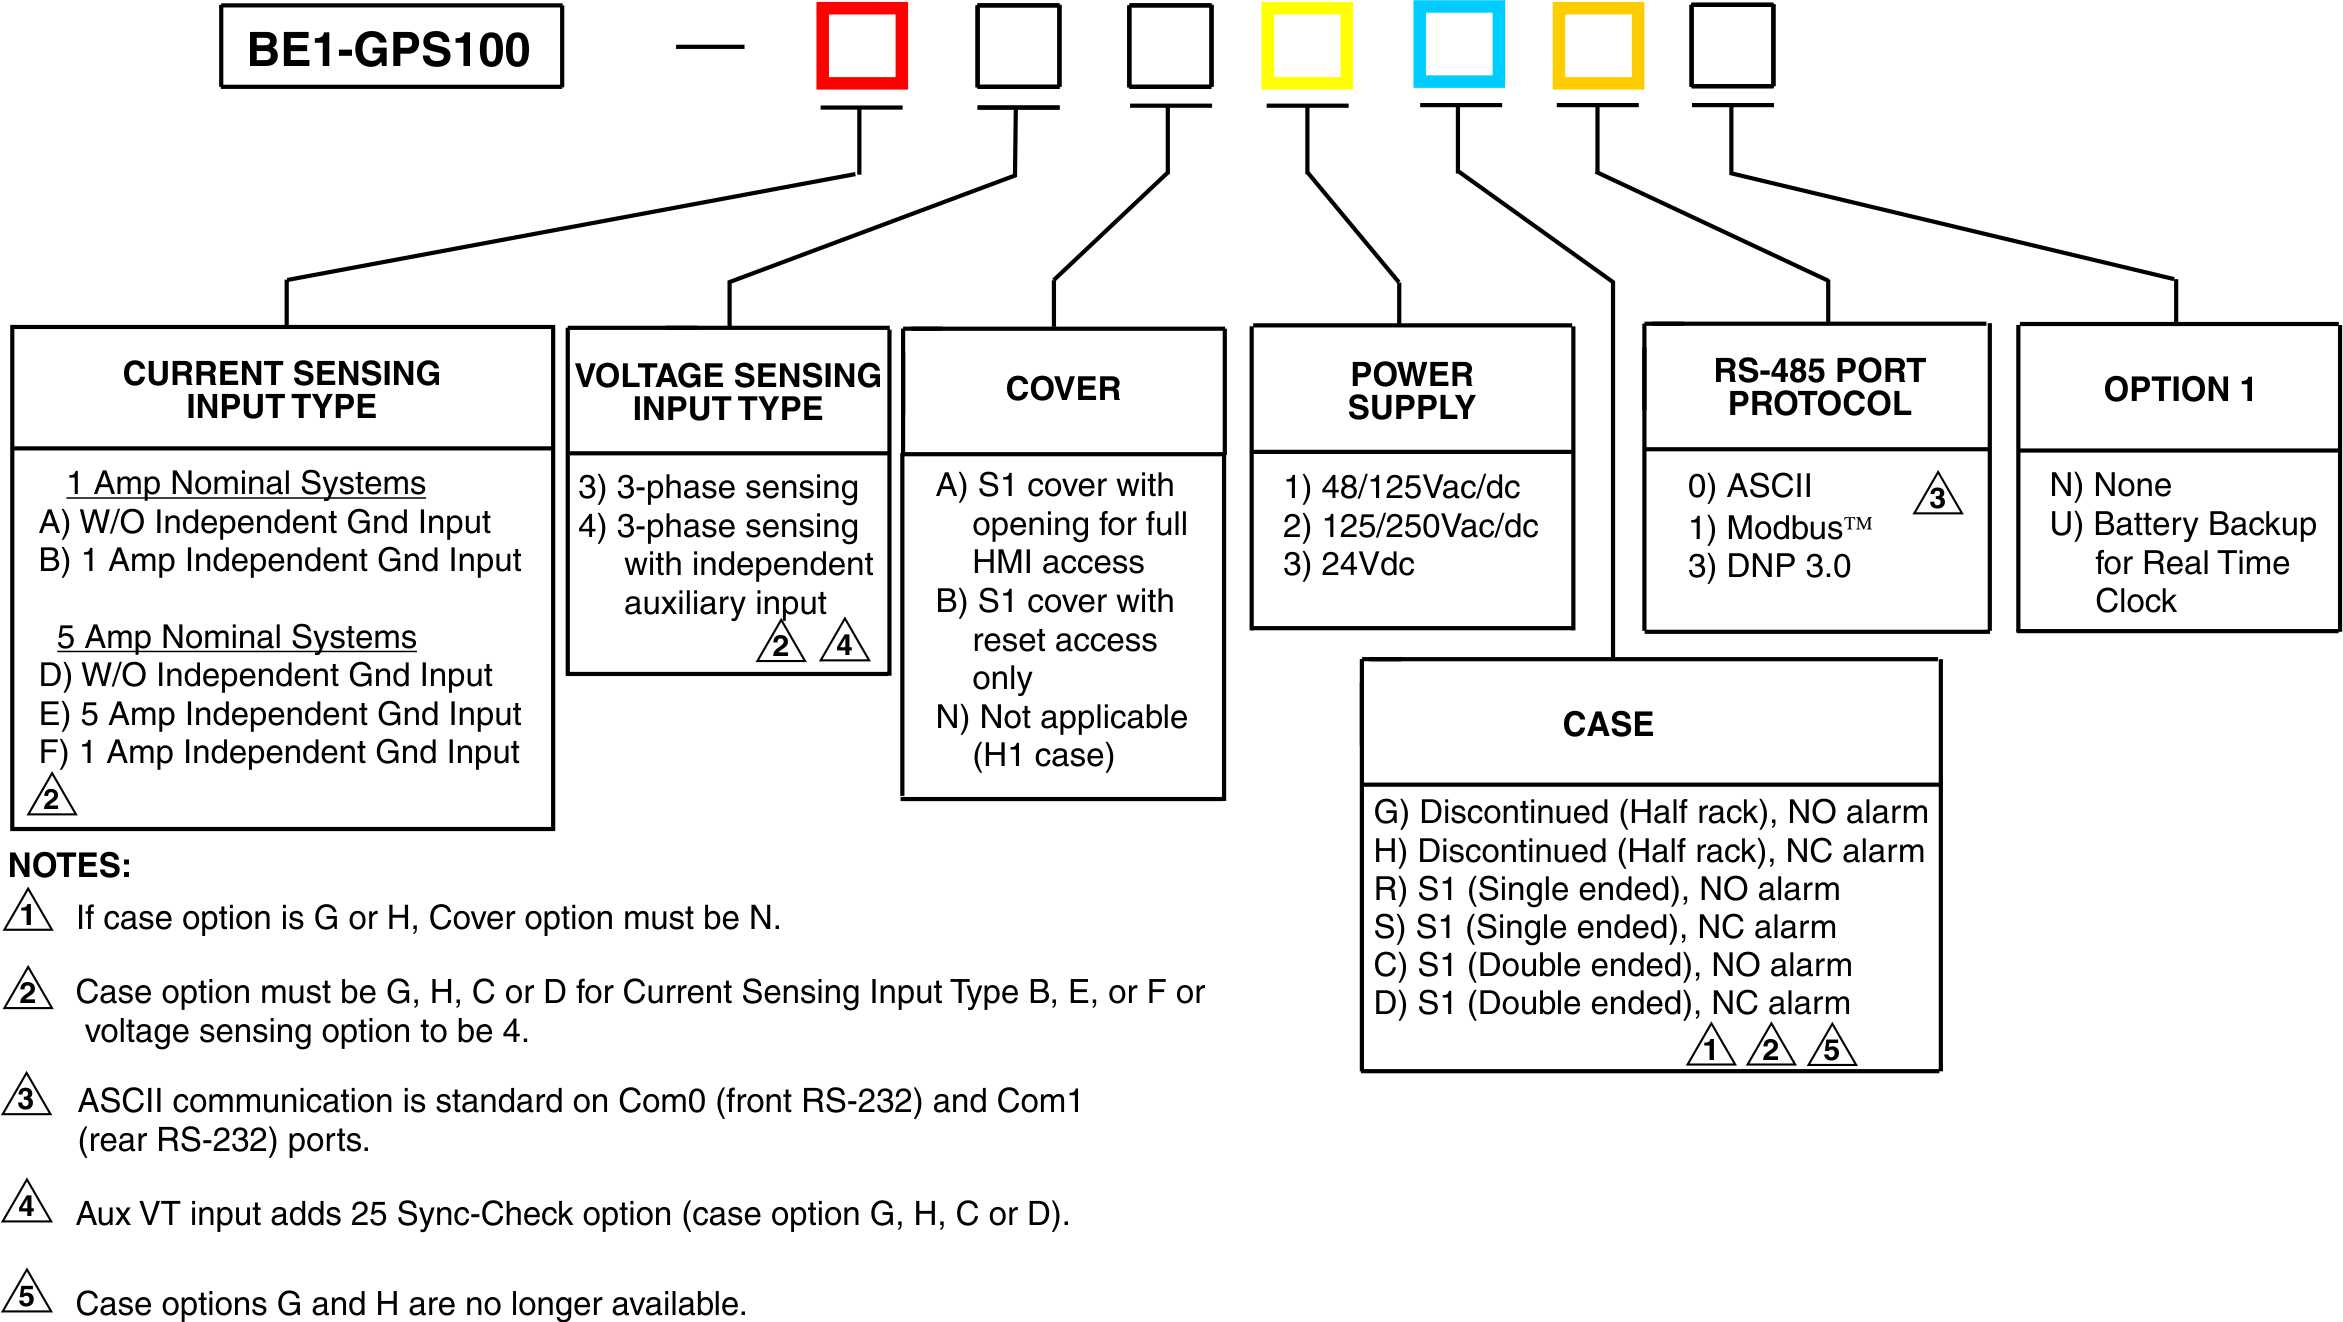 BE1-GPS100 —
CURRENT SENSING
INPUT TYPE
1 Amp Nominal Systems
A) W/O Independent Gnd Input
B) 1 Amp Independent Gnd Input
5 Amp Nominal Systems
D) W/O Independent Gnd Input
E) 5 Amp Independent Gnd Input
F) 1 Amp Independent Gnd Input
2
VOLTAGE SENSING
INPUT TYPE
3) 3-phase sensing
4) 3-phase sensing
with independent
auxiliary input
2 4
COVER
A) S1 cover with
opening for full
HMI access
B) S1 cover with
reset access
only
N) Not applicable
(H1 case)
POWER
SUPPLY
1) 48/125Vac/dc
2) 125/250Vac/dc
3) 24Vdc
RS-485 PORT
PROTOCOL
0) ASCII 3
1) Modbus™
3) DNP 3.0
OPTION 1
N) None
U) Battery Backup
for Real Time
Clock
CASE
G) Discontinued (Half rack), NO alarm
H) Discontinued (Half rack), NC alarm
R) S1 (Single ended), NO alarm
S) S1 (Single ended), NC alarm
C) S1 (Double ended), NO alarm
D) S1 (Double ended), NC alarm
1 2 5
NOTES:
1 If case option is G or H, Cover option must be N.
2 Case option must be G, H, C or D for Current Sensing Input Type B, E, or F or
voltage sensing option to be 4.
3 ASCII communication is standard on Com0 (front RS-232) and Com1
(rear RS-232) ports.
4 Aux VT input adds 25 Sync-Check option (case option G, H, C or D).
5 Case options G and H are no longer available.